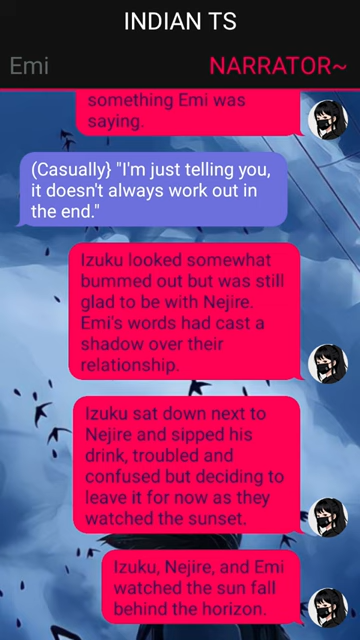 INDIAN TS
Emi
NARRATOR~
something Emi was
saying.
(Casually} "I'm just telling you,
it doesn't always work out in
the end."
Izuku looked somewhat
bummed out but was still
glad to be with Nejire.
Emi's words had cast a
shadow over their
relationship.
Izuku sat down next to
Nejire and sipped his
drink, troubled and
confused but deciding to
leave it for now as they
watched the sunset.
Izuku, Nejire, and Emi
watched the sun fall
behind the horizon.